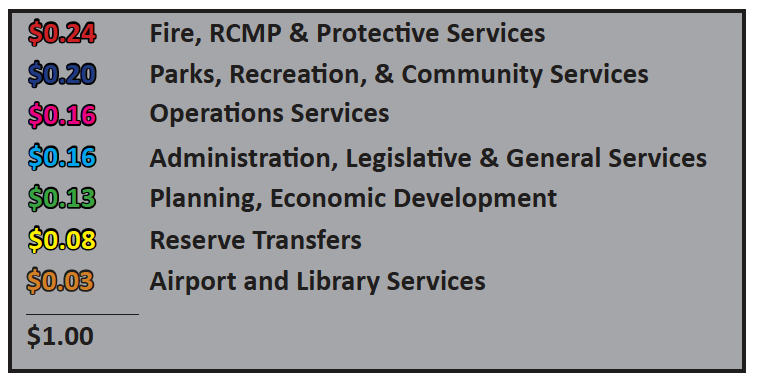 $0.24 Fire, RCMP & Protective Services
$0.20 Parks, Recreation, & Community Services
$0.16 Operations Services
$0.16 Administration, Legislative & General Services
$0.13 Planning, Economic Development
$0.08 Reserve Transfers
$0.03 Airport and Library Services
$1.00